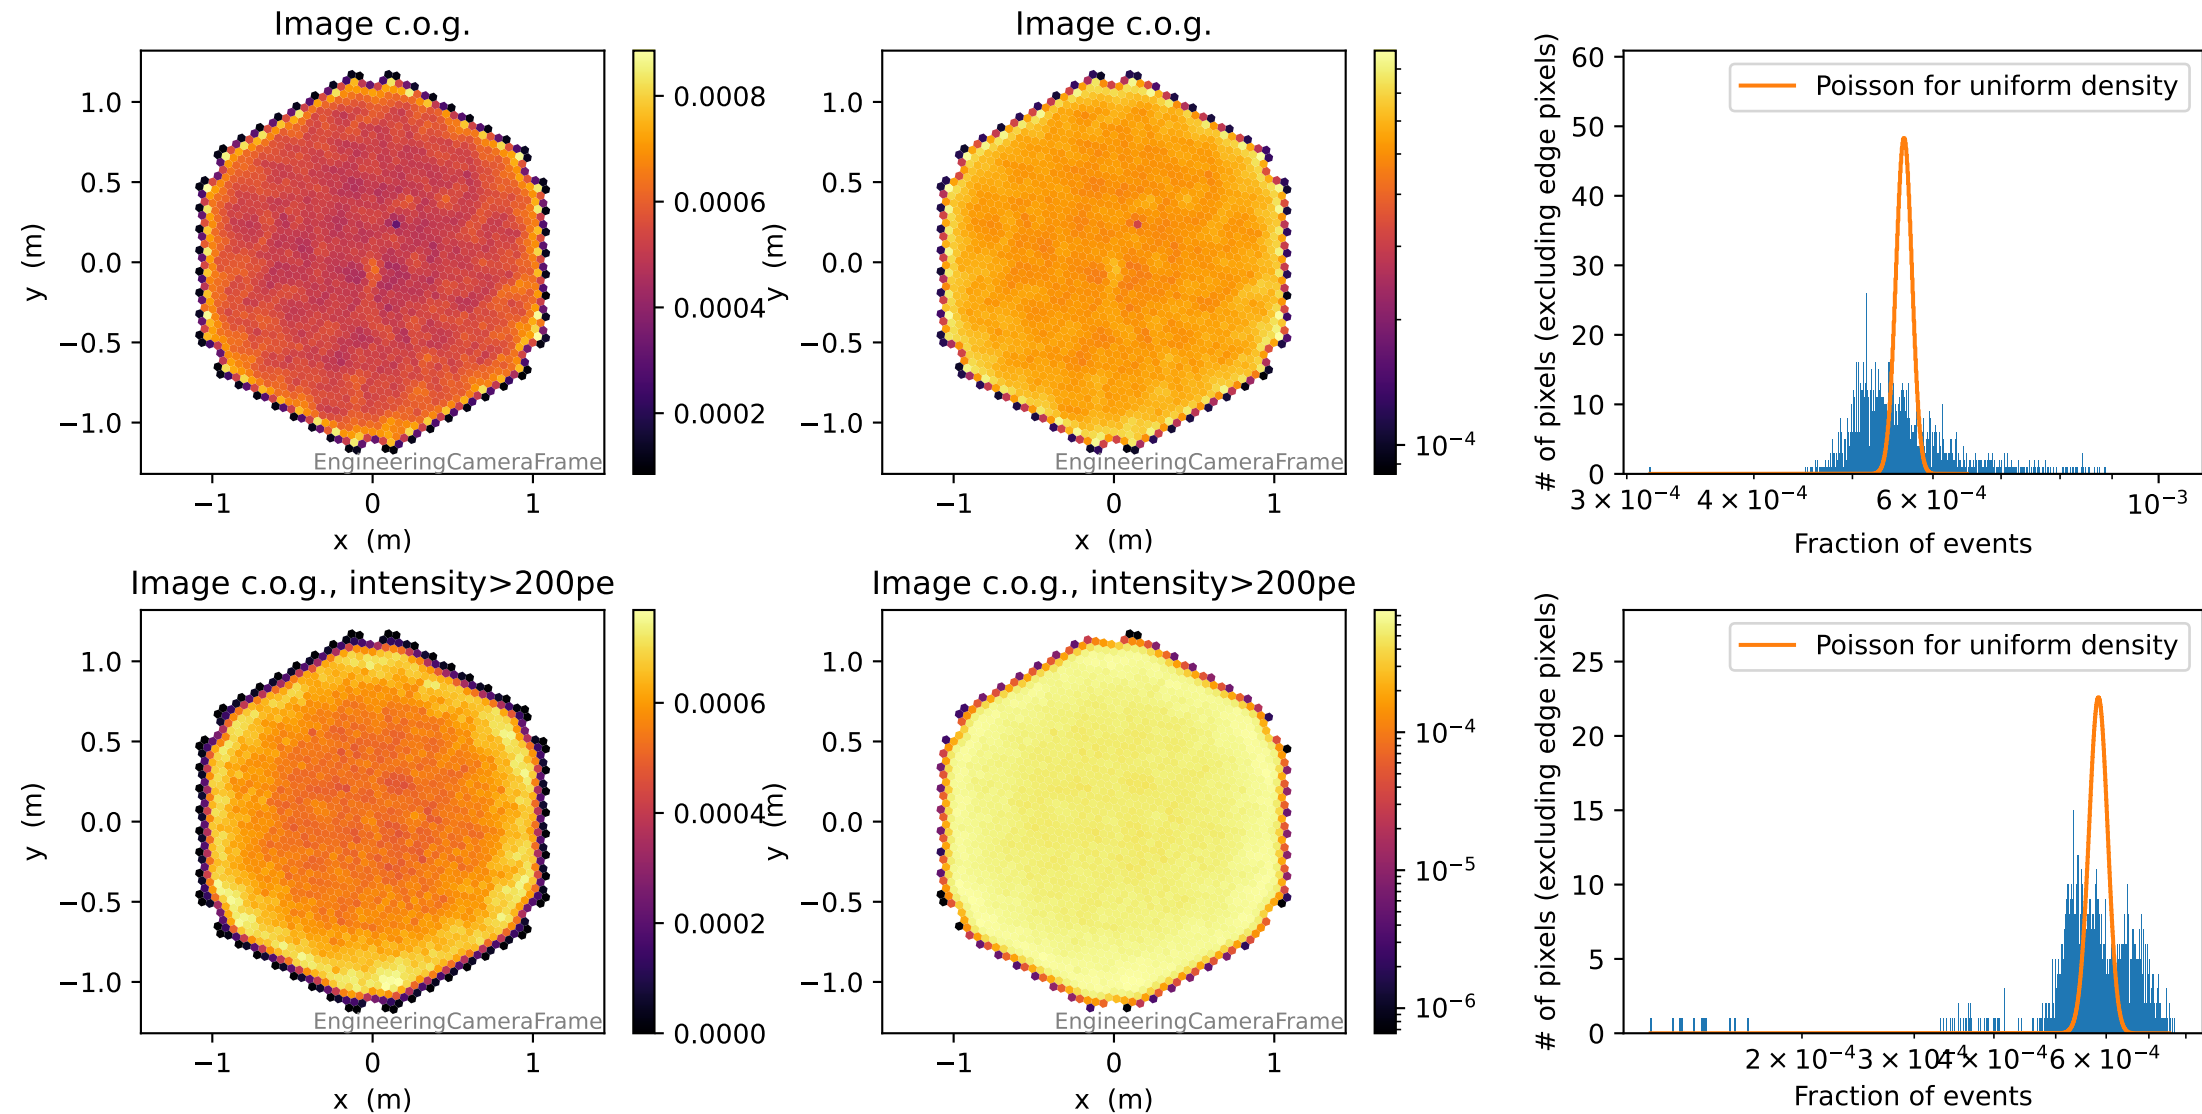 Image c.o.g.
1.0
0.5
0.0
−0.5
−1.0
y (m)
−1 0 1
x (m)
EngineeringCameraFrame
0.0008
0.0006
0.0004
0.0002
Image c.o.g.
1.0
0.5
0.0
−0.5
−1.0
y (m)
−1 0 1
x (m)
EngineeringCameraFrame
10⁻⁴
# of pixels (excluding edge pixels)
60
50
40
30
20
10
0
Poisson for uniform density
3 × 10⁻⁴ 4 × 10⁻⁴ 6 × 10⁻⁴ 10⁻³
Fraction of events
Image c.o.g., intensity>200pe
1.0
0.5
0.0
−0.5
−1.0
y (m)
−1 0 1
x (m)
EngineeringCameraFrame
0.0006
0.0004
0.0002
0.0000
Image c.o.g., intensity>200pe
1.0
0.5
0.0
−0.5
−1.0
y (m)
−1 0 1
x (m)
EngineeringCameraFrame
10⁻⁴
10⁻⁵
10⁻⁶
# of pixels (excluding edge pixels)
25
20
15
10
5
0
Poisson for uniform density
2 × 10⁻⁴ 3 × 10⁻⁴ 4 × 10⁻⁴ 6 × 10⁻⁴
Fraction of events